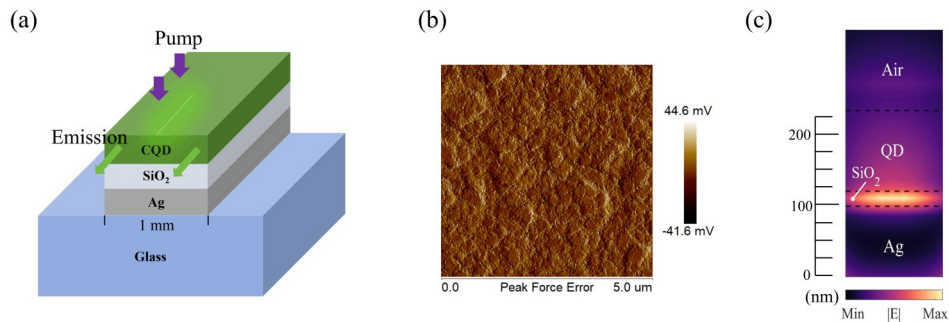 (a)
Pump
Emission
CQD
SiO₂
Ag
1 mm
Glass
(b)
44.6 mV
-41.6 mV
0.0 Peak Force Error 5.0 um
(c)
Air
200
QD
SiO₂
100
Ag
0
(nm)
Min |E| Max